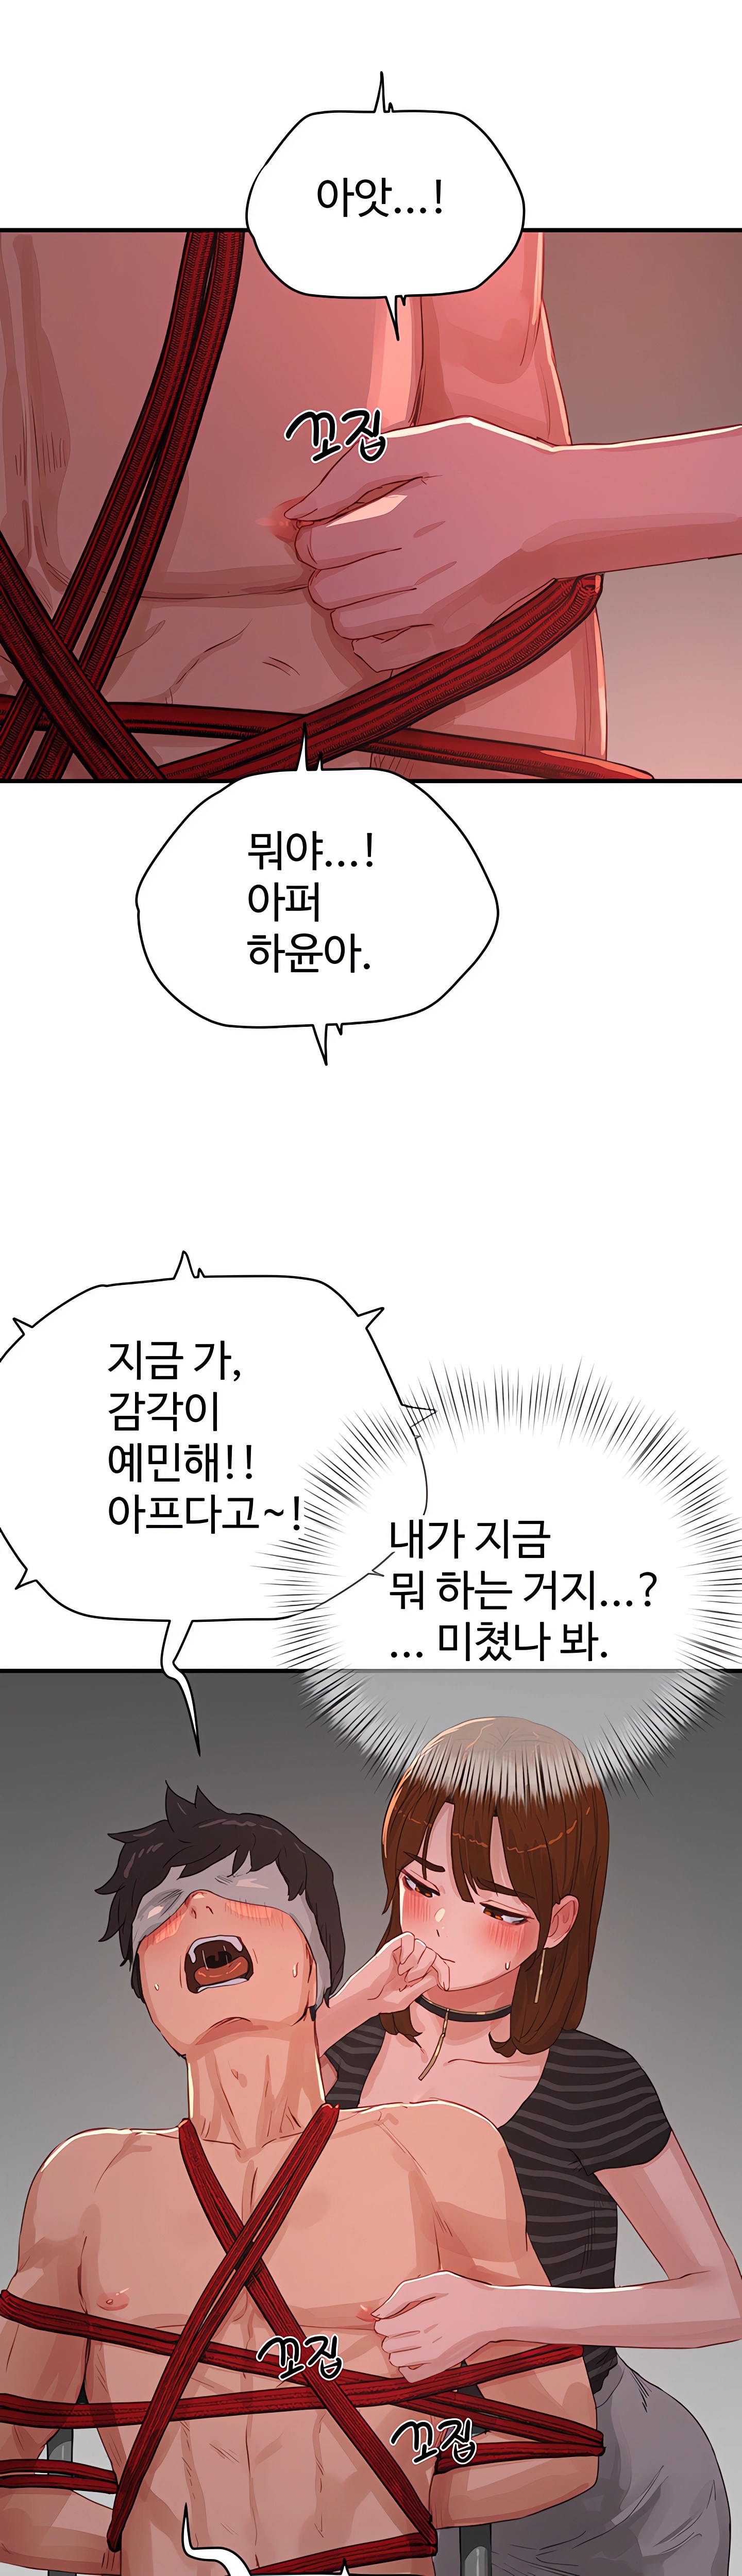 아앗...!
꼬집
뭐야...!
아퍼
하윤아.
지금 가,
감각이
예민해!!
아프다고~!
내가 지금
뭐 하는 거지...?
... 미쳤나 봐.
꼬집
꼬집